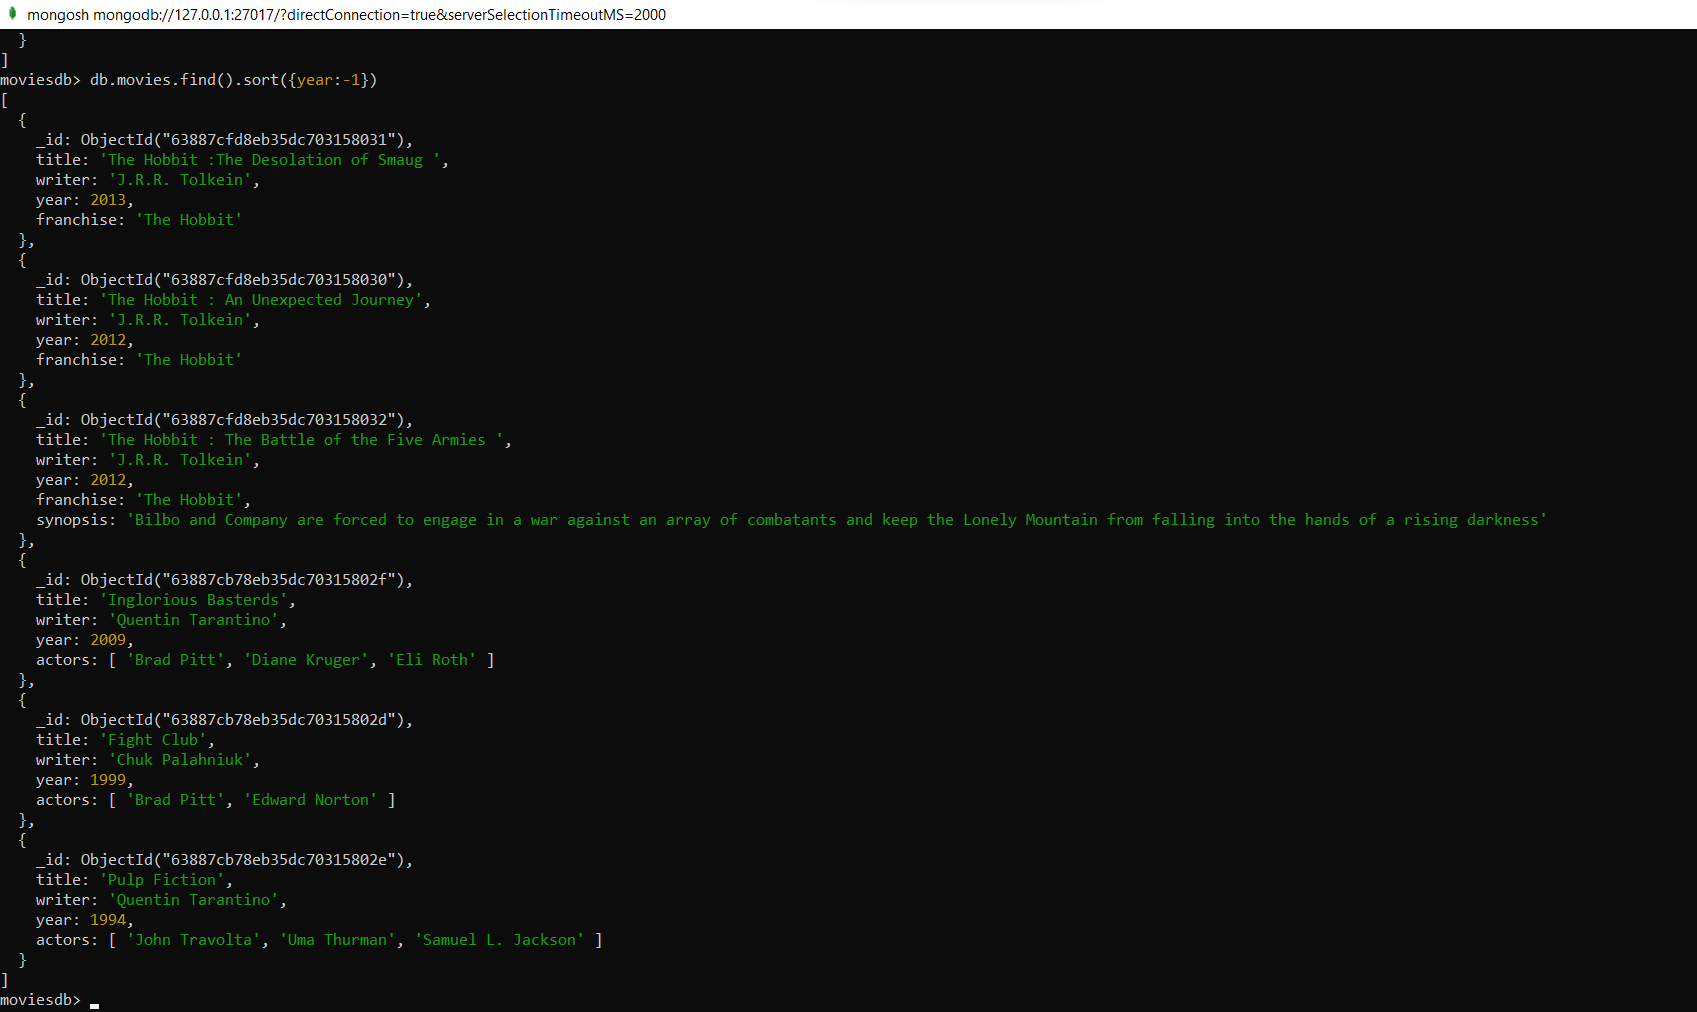 mongosh mongodb://127.0.0.1:27017/?directConnection=true&serverSelectionTimeoutMS=2000
  }
]
moviesdb> db.movies.find().sort({year:-1})
[
  {
    _id: ObjectId("63887cfd8eb35dc703158031"),
    title: 'The Hobbit :The Desolation of Smaug ',
    writer: 'J.R.R. Tolkein',
    year: 2013,
    franchise: 'The Hobbit'
  },
  {
    _id: ObjectId("63887cfd8eb35dc703158030"),
    title: 'The Hobbit : An Unexpected Journey',
    writer: 'J.R.R. Tolkein',
    year: 2012,
    franchise: 'The Hobbit'
  },
  {
    _id: ObjectId("63887cfd8eb35dc703158032"),
    title: 'The Hobbit : The Battle of the Five Armies ',
    writer: 'J.R.R. Tolkein',
    year: 2012,
    franchise: 'The Hobbit',
    synopsis: 'Bilbo and Company are forced to engage in a war against an array of combatants and keep the Lonely Mountain from falling into the hands of a rising darkness'
  },
  {
    _id: ObjectId("63887cb78eb35dc70315802f"),
    title: 'Inglorious Basterds',
    writer: 'Quentin Tarantino',
    year: 2009,
    actors: [ 'Brad Pitt', 'Diane Kruger', 'Eli Roth' ]
  },
  {
    _id: ObjectId("63887cb78eb35dc70315802d"),
    title: 'Fight Club',
    writer: 'Chuk Palahniuk',
    year: 1999,
    actors: [ 'Brad Pitt', 'Edward Norton' ]
  },
  {
    _id: ObjectId("63887cb78eb35dc70315802e"),
    title: 'Pulp Fiction',
    writer: 'Quentin Tarantino',
    year: 1994,
    actors: [ 'John Travolta', 'Uma Thurman', 'Samuel L. Jackson' ]
  }
]
moviesdb>